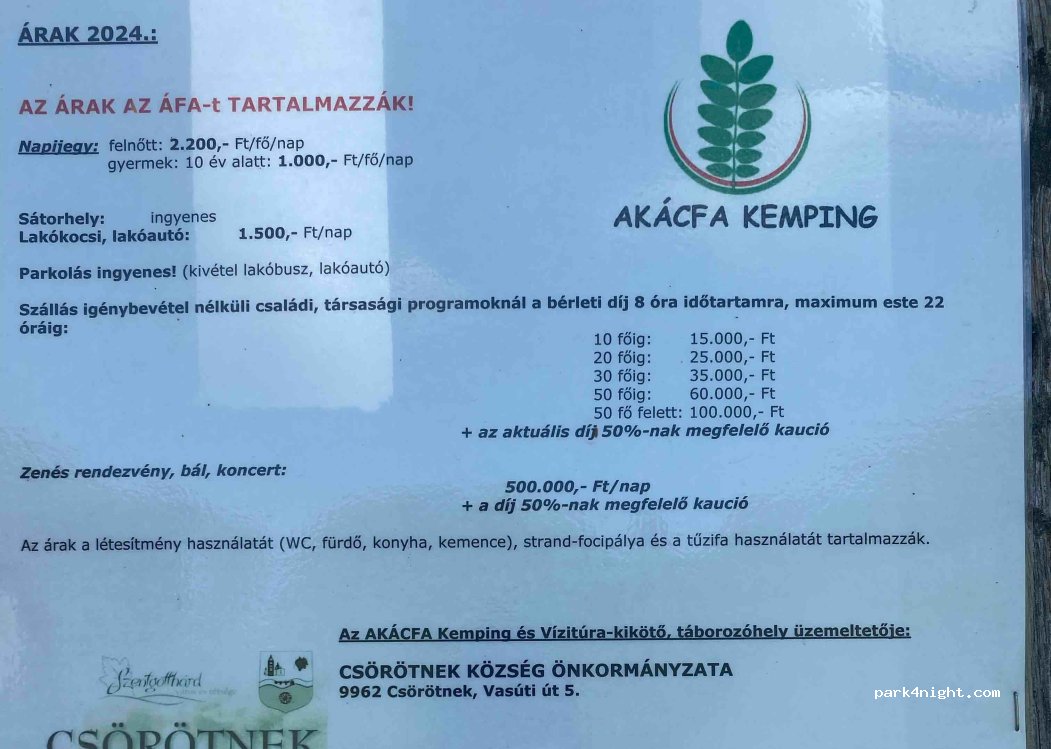 ÁRAK 2024.:
AKÁCFA KEMPING
AZ ÁRAK AZ ÁFA-t TARTALMAZZÁK!
Napijegy: felnőtt: 2.200,- Ft/fő/nap
gyermek: 10 év alatt: 1.000,- Ft/fő/nap
Sátorhely: ingyenes
Lakókocsi, lakóautó: 1.500,- Ft/nap
Parkolás ingyenes! (kivétel lakóbusz, lakóautó)
Szállás igénybevétel nélküli családi, társasági programoknál a bérleti díj 8 óra időtartamra, maximum este 22
óráig:
10 főig: 15.000,- Ft
20 főig: 25.000,- Ft
30 főig: 35.000,- Ft
50 főig: 60.000,- Ft
50 fő felett: 100.000,- Ft
+ az aktuális díj 50%-nak megfelelő kaució
Zenés rendezvény, bál, koncert:
500.000,- Ft/nap
+ a díj 50%-nak megfelelő kaució
Az árak a létesítmény használatát (WC, fürdő, konyha, kemence), strand-focipálya és a tűzifa használatát tartalmazzák.
Az AKÁCFA Kemping és Vízitúra-kikötő, táborozóhely üzemeltetője:
CSÖRÖTNEK KÖZSÉG ÖNKORMÁNYZATA
9962 Csörötnek, Vasúti út 5.
Szentgotthárd
CSÖRÖTNEK
park4night.com